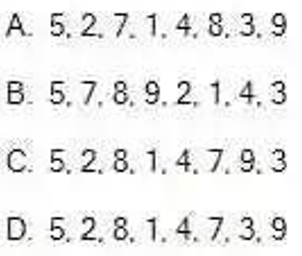 A. 5, 2, 7, 1, 4, 8, 3, 9
B. 5, 7, 8, 9, 2, 1, 4, 3
C. 5, 2, 8, 1, 4, 7, 9, 3
D. 5, 2, 8, 1, 4, 7, 3, 9